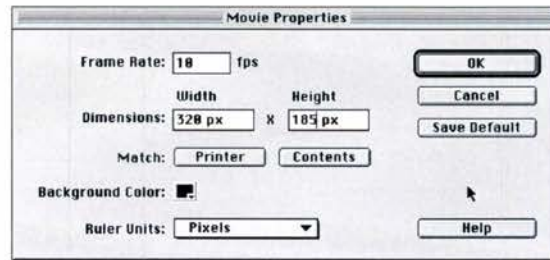 Movie Properties
Frame Rate: 10 fps
OK
Width Height
Cancel
Dimensions: 320 px X 185 px
Save Default
Match: Printer Contents
Background Color:
Ruler Units: Pixels
Help